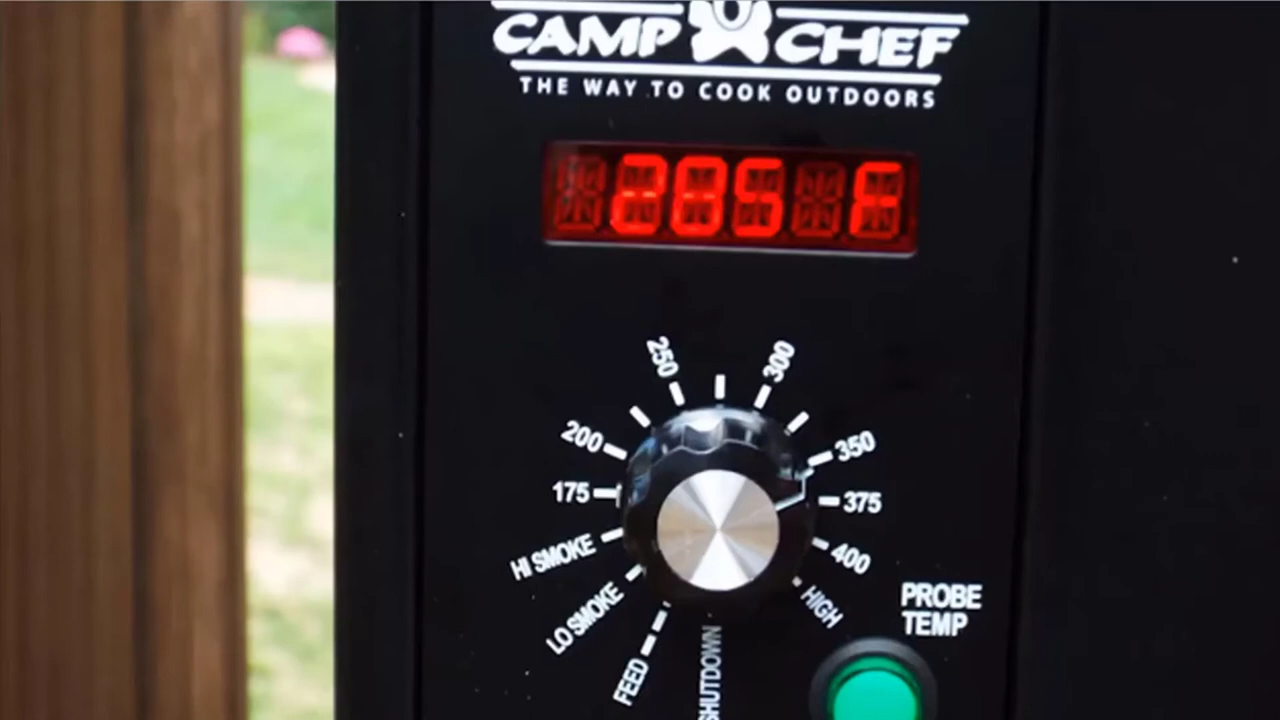 CAMP CHEF
THE WAY TO COOK OUTDOORS
285 F
250
300
200
350
175
375
HI SMOKE
400
LO SMOKE
HIGH
FEED
SHUTDOWN
PROBE
TEMP